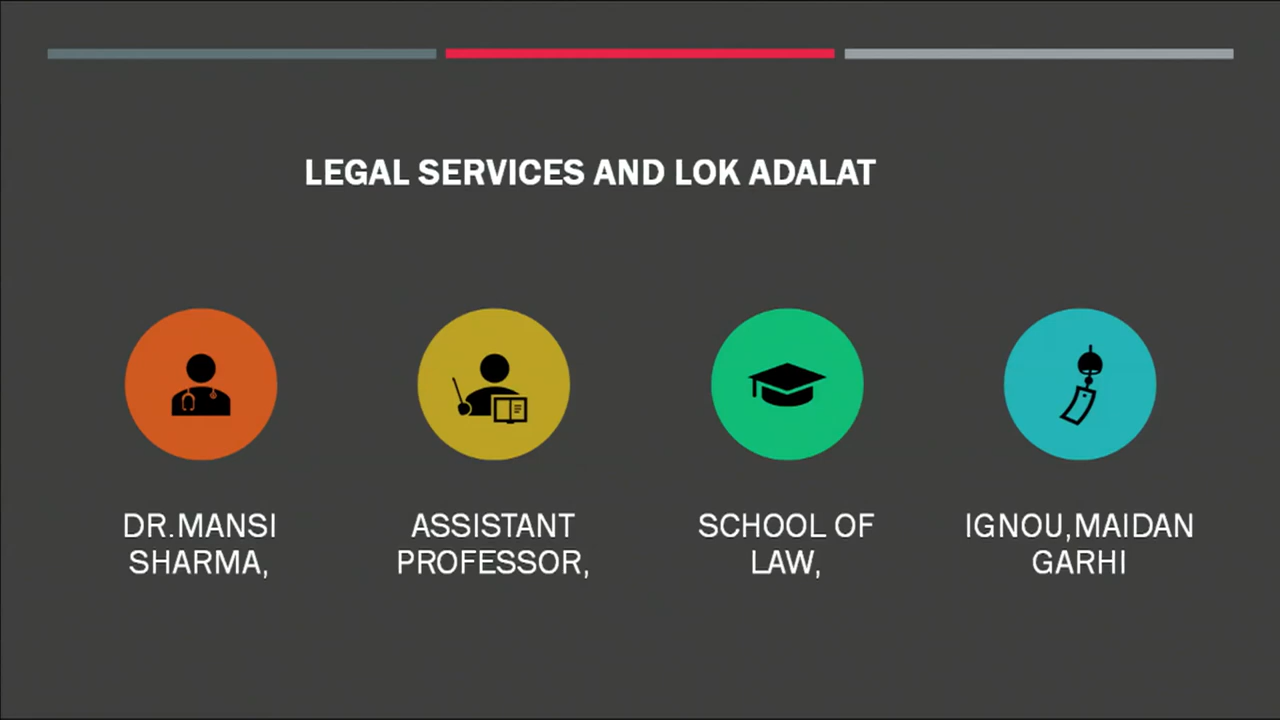 LEGAL SERVICES AND LOK ADALAT
DR.MANSI
SHARMA,
ASSISTANT
PROFESSOR,
SCHOOL OF
LAW,
IGNOU,MAIDAN
GARHI